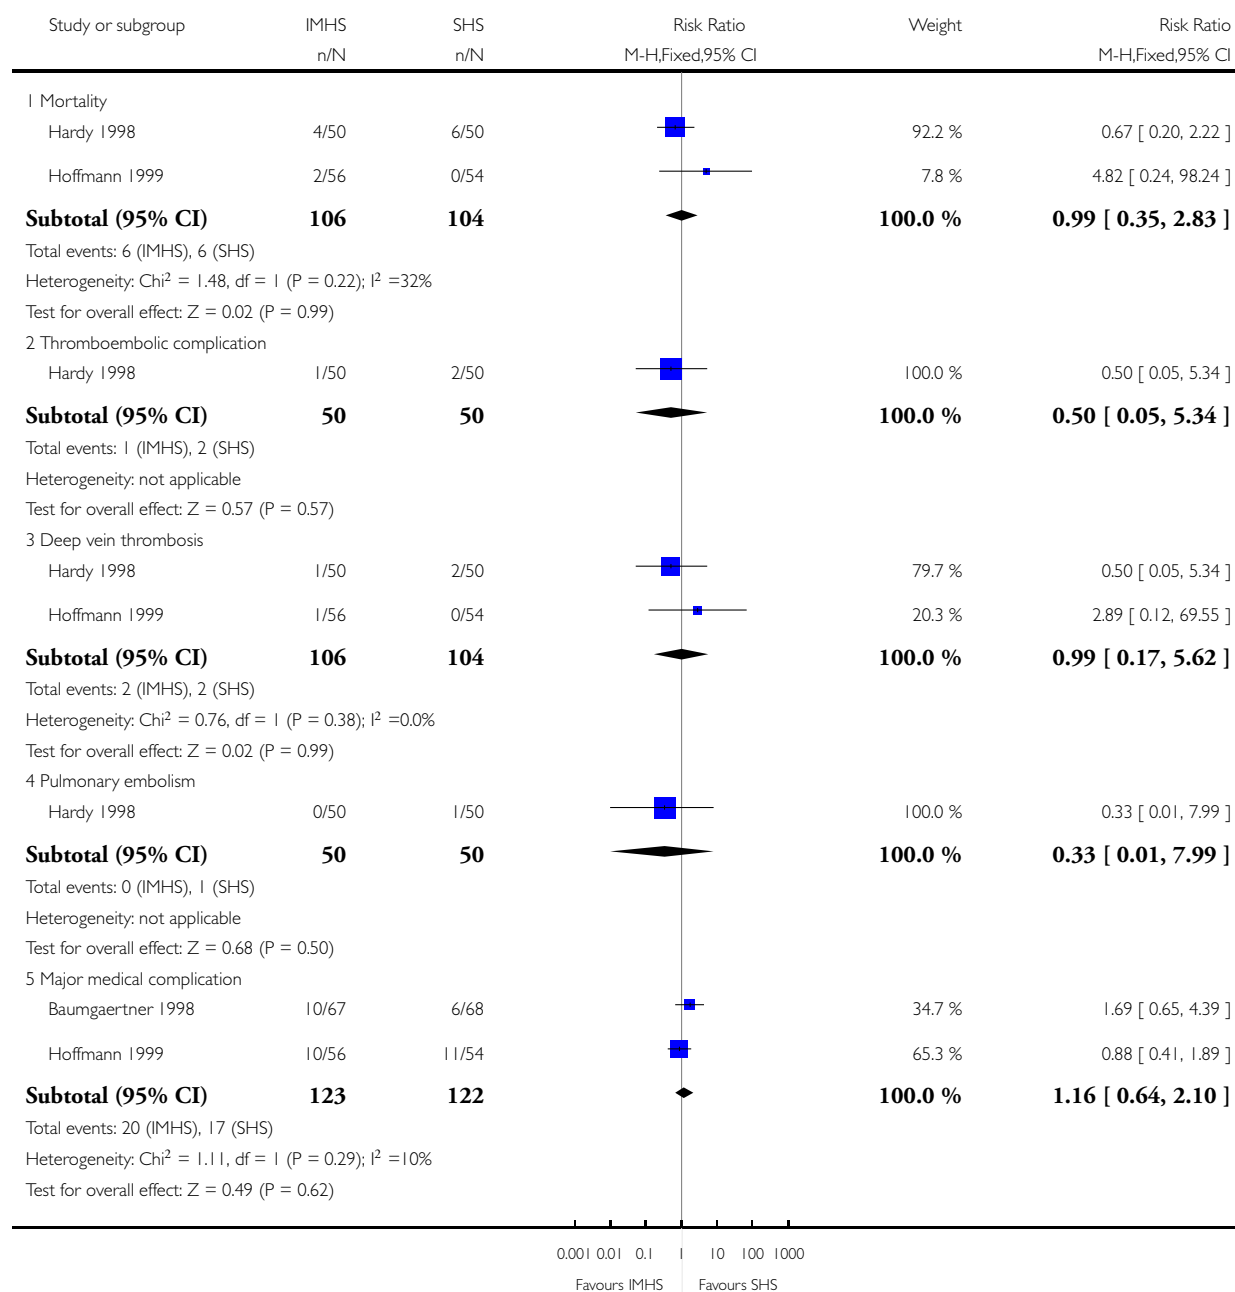 Study or subgroup IMHS SHS Risk Ratio Weight Risk Ratio
n/N n/N M-H,Fixed,95% CI M-H,Fixed,95% CI
1 Mortality
Hardy 1998 4/50 6/50 92.2 % 0.67 [ 0.20, 2.22 ]
Hoffmann 1999 2/56 0/54 7.8 % 4.82 [ 0.24, 98.24 ]
Subtotal (95% CI) 106 104 100.0 % 0.99 [ 0.35, 2.83 ]
Total events: 6 (IMHS), 6 (SHS)
Heterogeneity: Chi² = 1.48, df = 1 (P = 0.22); I² =32%
Test for overall effect: Z = 0.02 (P = 0.99)
2 Thromboembolic complication
Hardy 1998 1/50 2/50 100.0 % 0.50 [ 0.05, 5.34 ]
Subtotal (95% CI) 50 50 100.0 % 0.50 [ 0.05, 5.34 ]
Total events: 1 (IMHS), 2 (SHS)
Heterogeneity: not applicable
Test for overall effect: Z = 0.57 (P = 0.57)
3 Deep vein thrombosis
Hardy 1998 1/50 2/50 79.7 % 0.50 [ 0.05, 5.34 ]
Hoffmann 1999 1/56 0/54 20.3 % 2.89 [ 0.12, 69.55 ]
Subtotal (95% CI) 106 104 100.0 % 0.99 [ 0.17, 5.62 ]
Total events: 2 (IMHS), 2 (SHS)
Heterogeneity: Chi² = 0.76, df = 1 (P = 0.38); I² =0.0%
Test for overall effect: Z = 0.02 (P = 0.99)
4 Pulmonary embolism
Hardy 1998 0/50 1/50 100.0 % 0.33 [ 0.01, 7.99 ]
Subtotal (95% CI) 50 50 100.0 % 0.33 [ 0.01, 7.99 ]
Total events: 0 (IMHS), 1 (SHS)
Heterogeneity: not applicable
Test for overall effect: Z = 0.68 (P = 0.50)
5 Major medical complication
Baumgaertner 1998 10/67 6/68 34.7 % 1.69 [ 0.65, 4.39 ]
Hoffmann 1999 10/56 11/54 65.3 % 0.88 [ 0.41, 1.89 ]
Subtotal (95% CI) 123 122 100.0 % 1.16 [ 0.64, 2.10 ]
Total events: 20 (IMHS), 17 (SHS)
Heterogeneity: Chi² = 1.11, df = 1 (P = 0.29); I² =10%
Test for overall effect: Z = 0.49 (P = 0.62)
0.001 0.01 0.1 1 10 100 1000
Favours IMHS Favours SHS